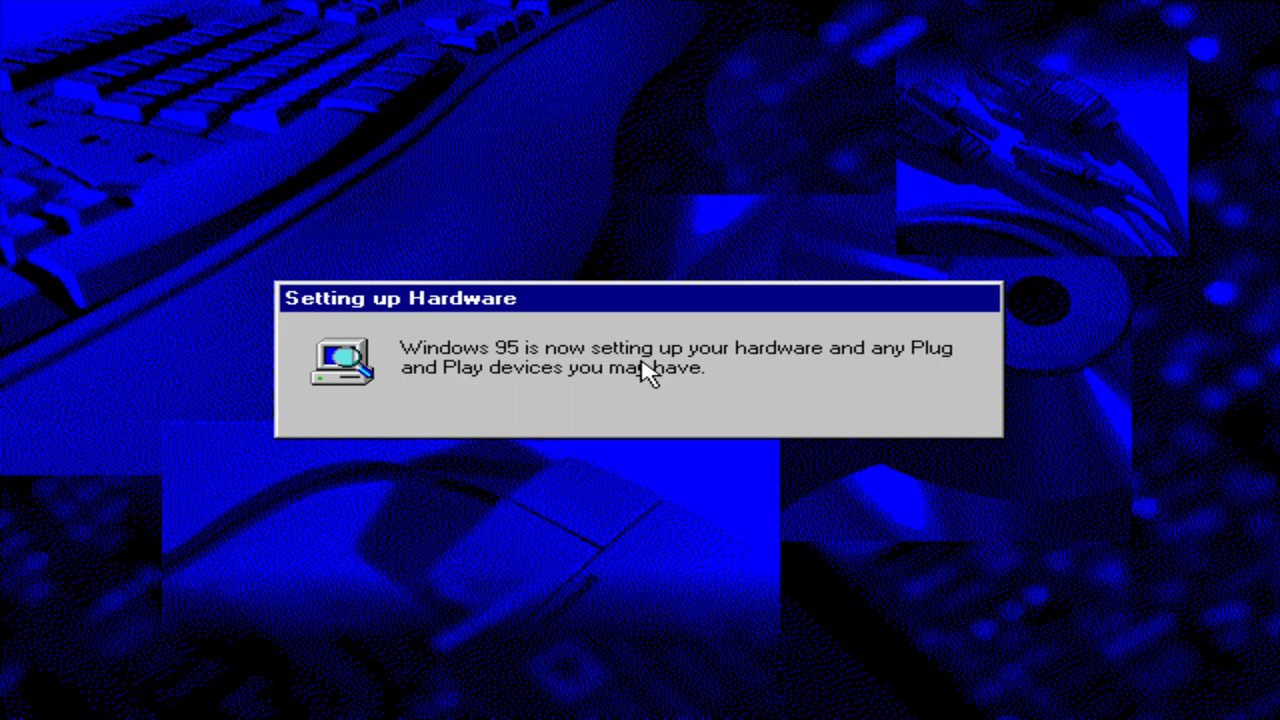 Setting up Hardware
Windows 95 is now setting up your hardware and any Plug
and Play devices you may have.